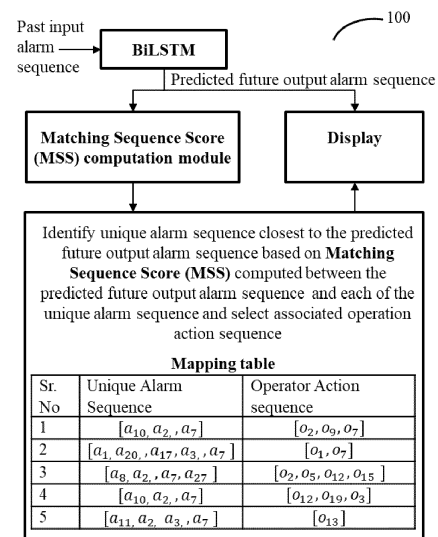 100
Past input
alarm
sequence
BiLSTM
Predicted future output alarm sequence
Matching Sequence Score
(MSS) computation module
Display
Identify unique alarm sequence closest to the predicted
future output alarm sequence based on Matching
Sequence Score (MSS) computed between the
predicted future output alarm sequence and each of the
unique alarm sequence and select associated operation
action sequence
Mapping table
Sr. No Unique Alarm Sequence Operator Action sequence
1 [a₁₀, a₂, , a₇] [o₂, o₉, o₇]
2 [a₁, a₂₀, , a₁₇, a₃, , a₇ ] [o₁, o₇]
3 [a₈, a₂, , a₇, a₂₇ ] [o₂, o₅, o₁₂, o₁₅ ]
4 [a₁₀, a₂, , a₇] [o₁₂, o₁₉, o₃]
5 [a₁₁, a₂, a₃, , a₇ ] [o₁₃]